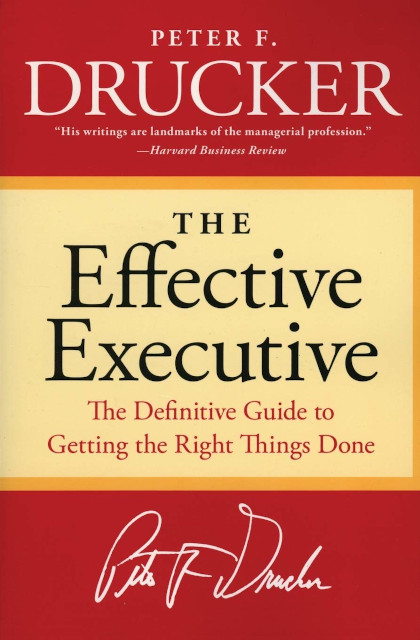 PETER F.
DRUCKER
“His writings are landmarks of the managerial profession.”
—Harvard Business Review
THE
Effective
Executive
The Definitive Guide to
Getting the Right Things Done
Peter F Drucker